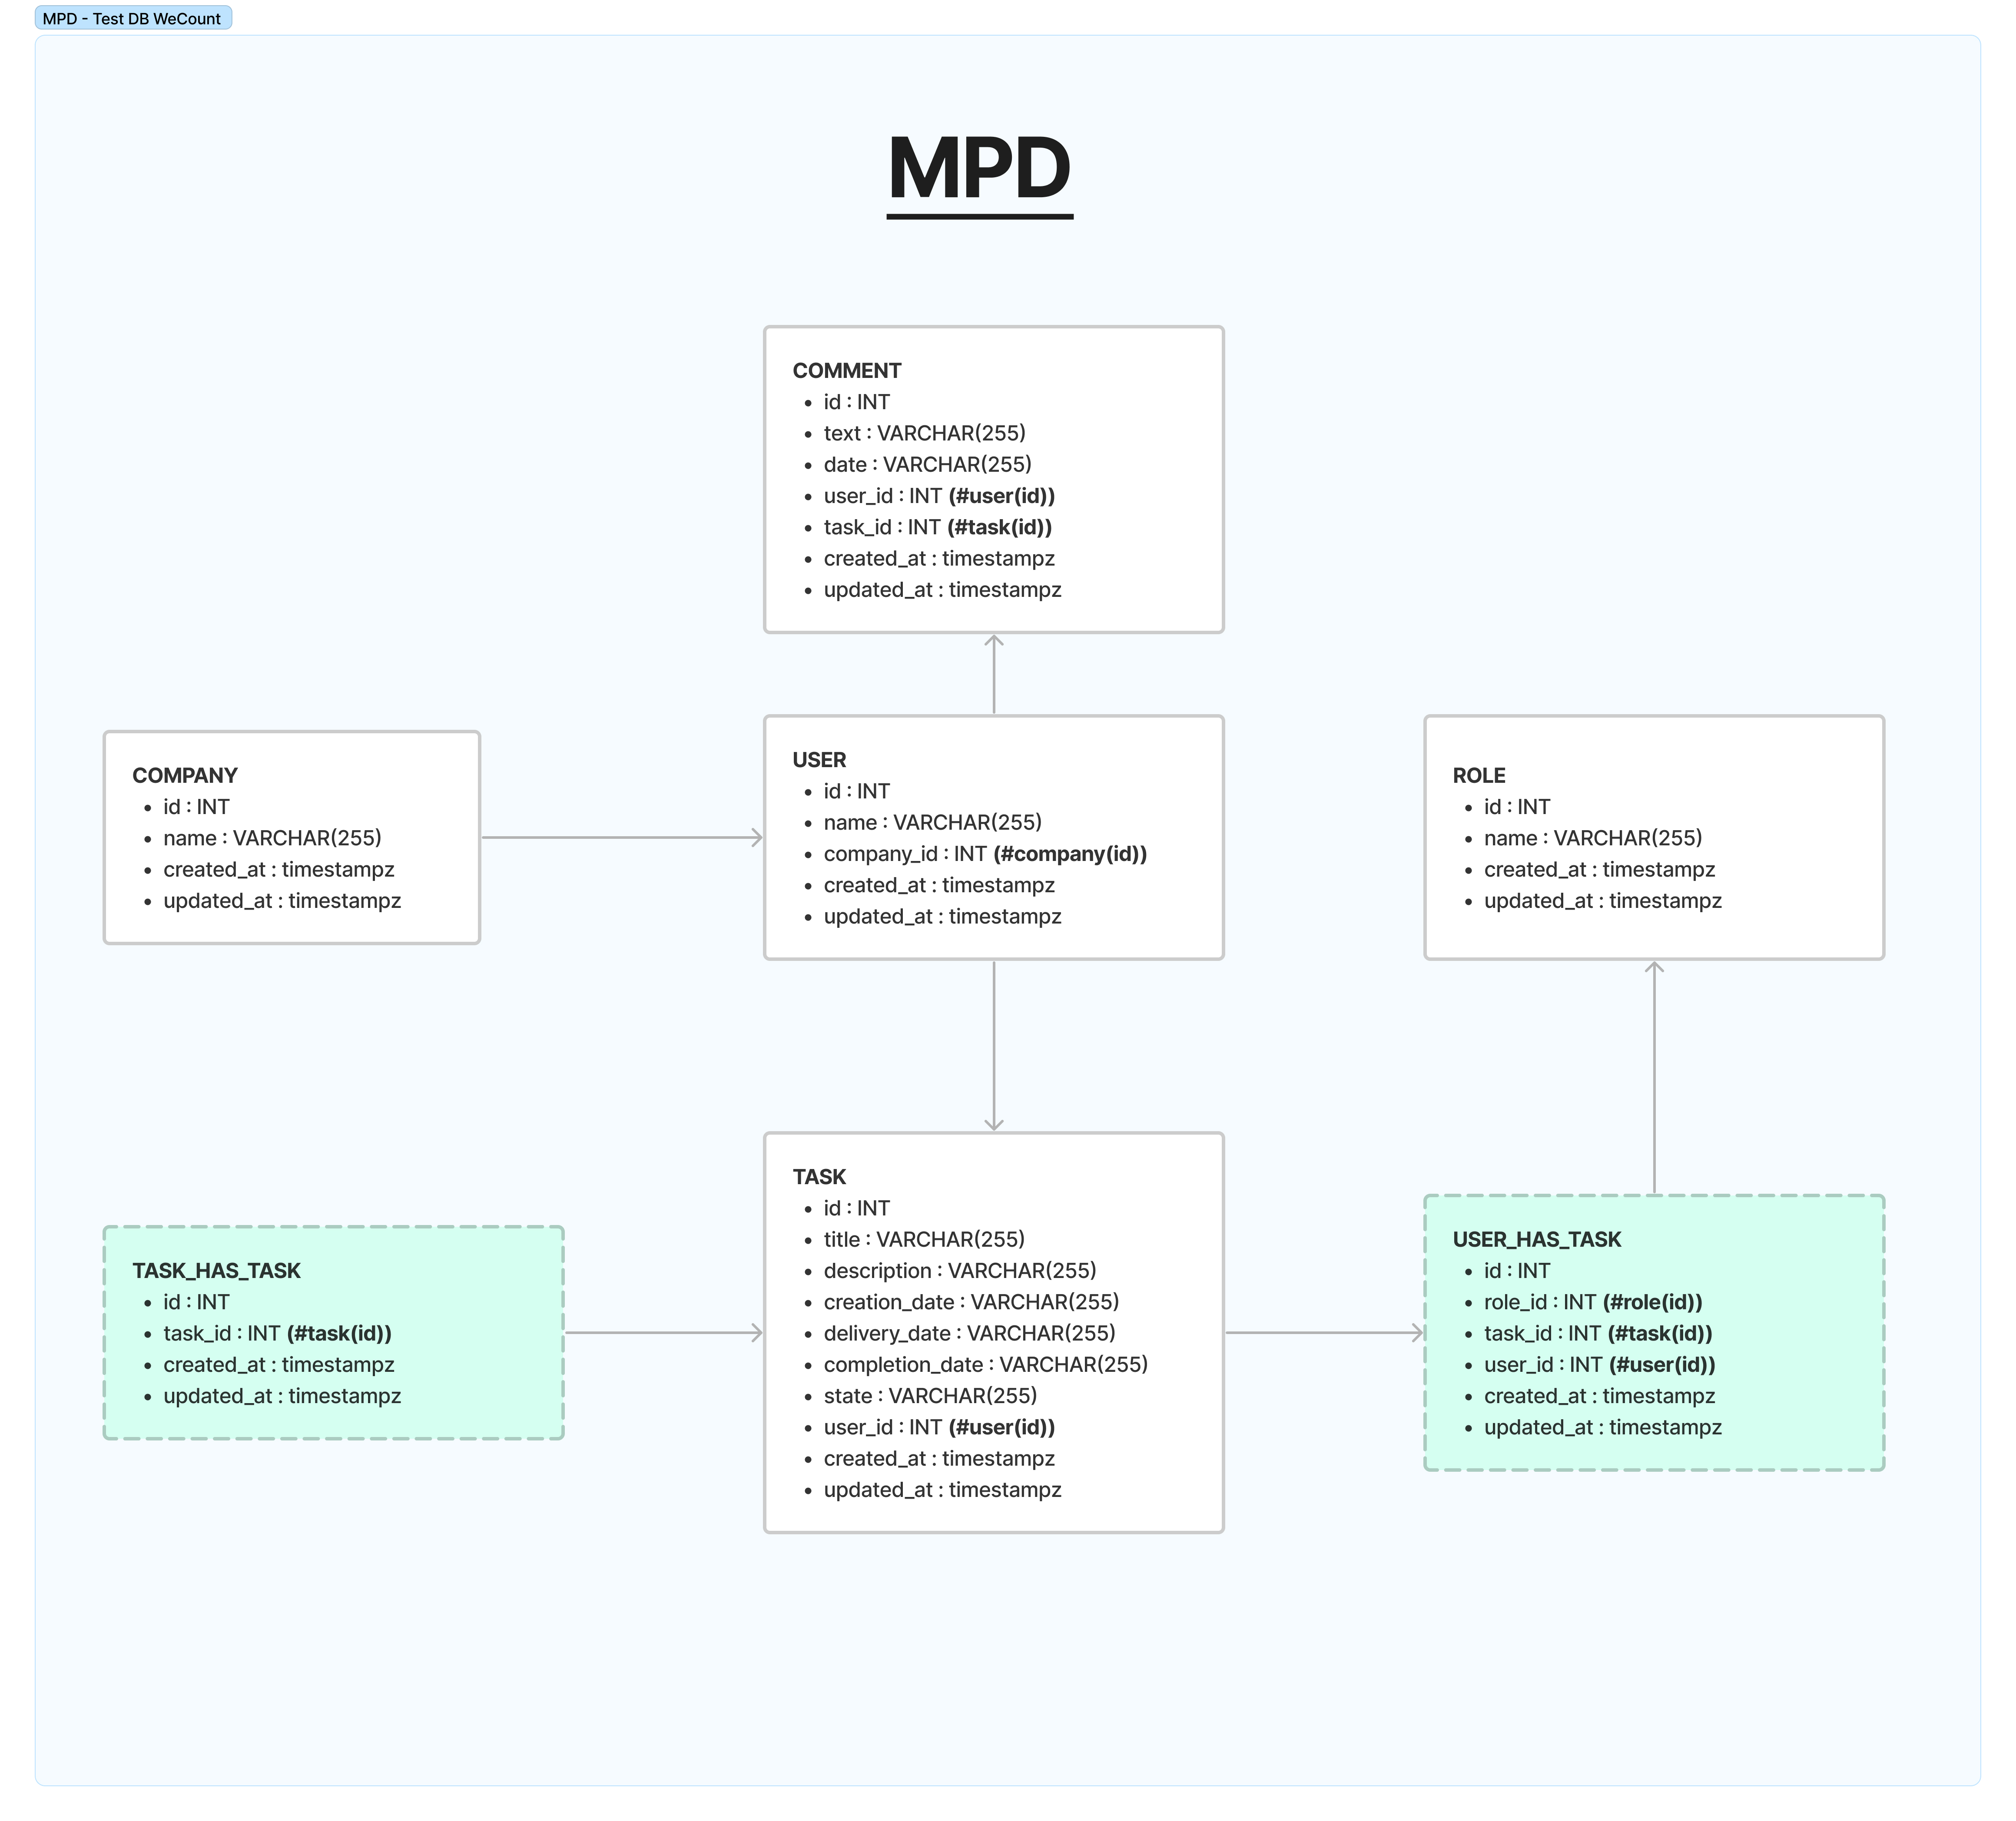 MPD - Test DB WeCount
MPD
COMMENT
• id : INT
• text : VARCHAR(255)
• date : VARCHAR(255)
• user_id : INT (#user(id))
• task_id : INT (#task(id))
• created_at : timestampz
• updated_at : timestampz
COMPANY
• id : INT
• name : VARCHAR(255)
• created_at : timestampz
• updated_at : timestampz
USER
• id : INT
• name : VARCHAR(255)
• company_id : INT (#company(id))
• created_at : timestampz
• updated_at : timestampz
ROLE
• id : INT
• name : VARCHAR(255)
• created_at : timestampz
• updated_at : timestampz
TASK_HAS_TASK
• id : INT
• task_id : INT (#task(id))
• created_at : timestampz
• updated_at : timestampz
TASK
• id : INT
• title : VARCHAR(255)
• description : VARCHAR(255)
• creation_date : VARCHAR(255)
• delivery_date : VARCHAR(255)
• completion_date : VARCHAR(255)
• state : VARCHAR(255)
• user_id : INT (#user(id))
• created_at : timestampz
• updated_at : timestampz
USER_HAS_TASK
• id : INT
• role_id : INT (#role(id))
• task_id : INT (#task(id))
• user_id : INT (#user(id))
• created_at : timestampz
• updated_at : timestampz